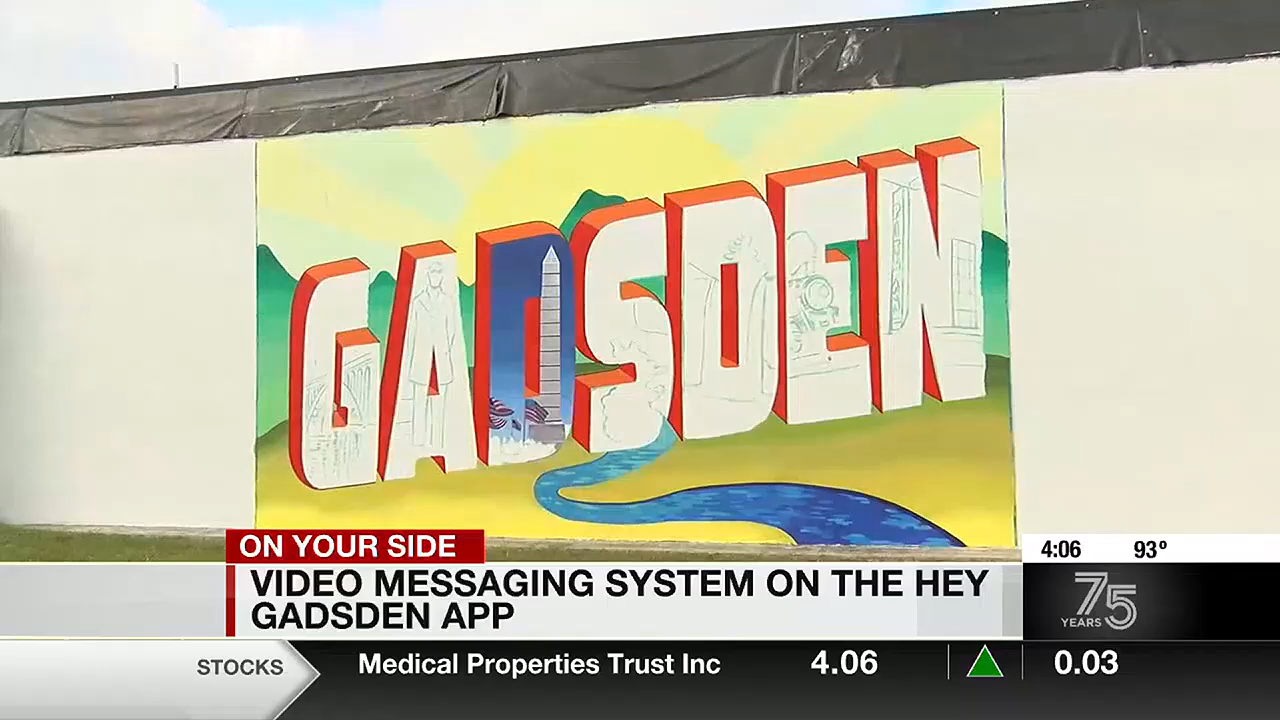 GADSDEN
ON YOUR SIDE
VIDEO MESSAGING SYSTEM ON THE HEY
GADSDEN APP
4:06 93°
75
YEARS
STOCKS Medical Properties Trust Inc 4.06 0.03